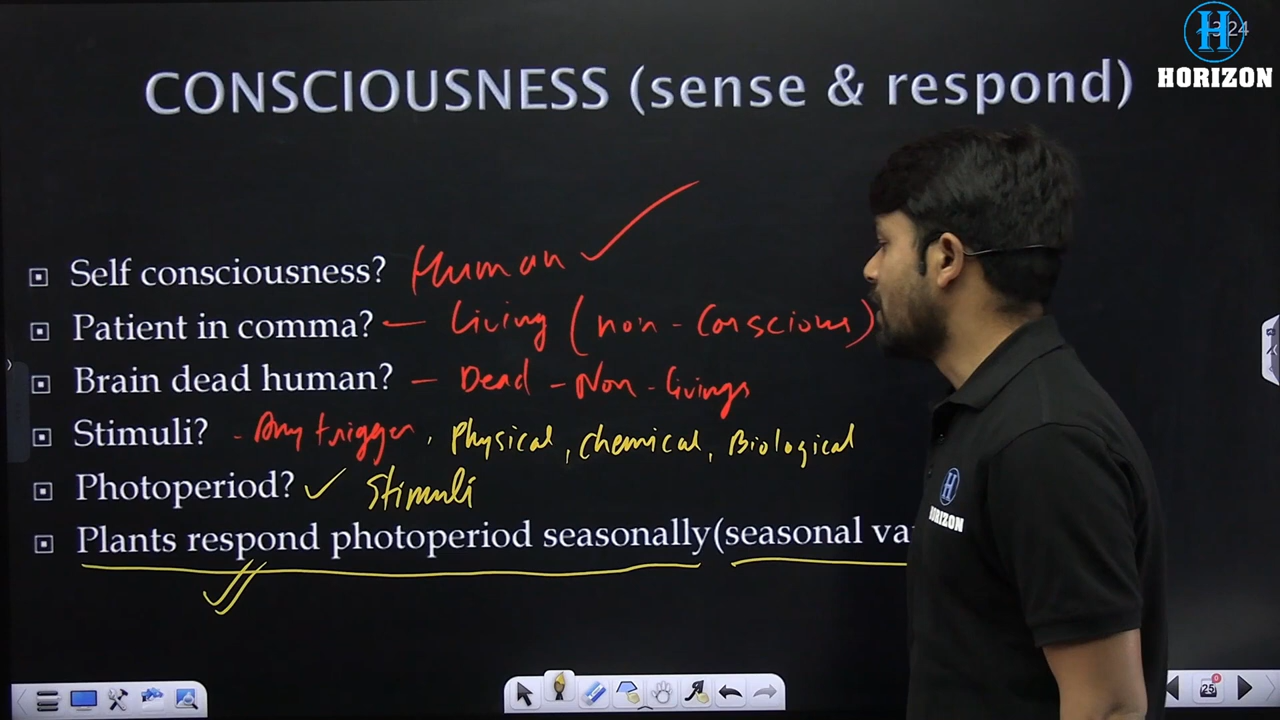 HORIZON
CONSCIOUSNESS (sense & respond)
Self consciousness? Human
Patient in comma? – Living (non-Conscious)
Brain dead human? – Dead – Non-livings
Stimuli? - Any trigger, Physical, Chemical, Biological
Photoperiod? Stimuli
Plants respond photoperiod seasonally(seasonal va
HORIZON
25